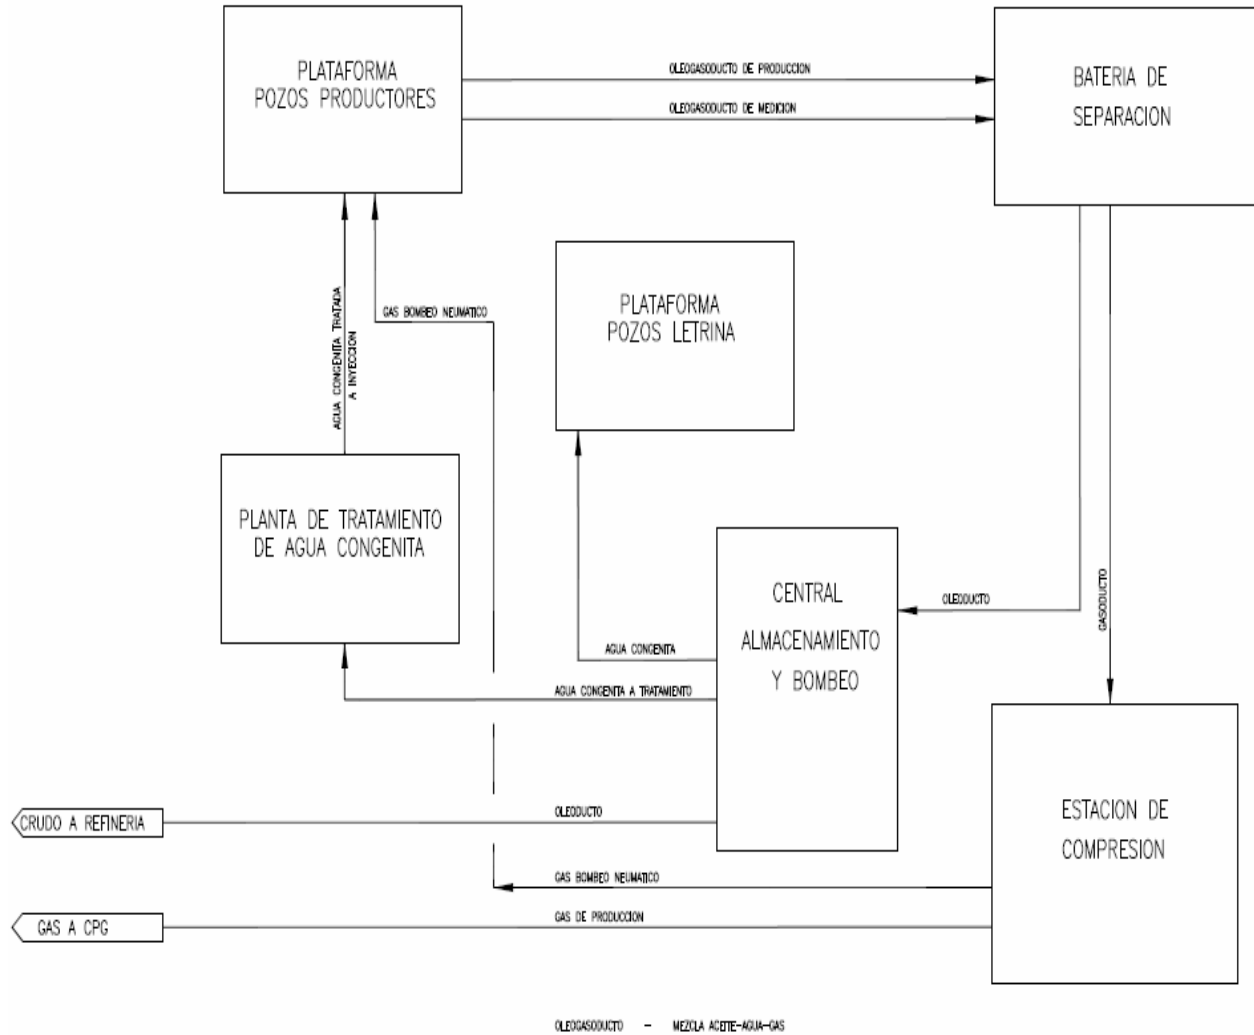 PLATAFORMA
POZOS PRODUCTORES
OLEOGASODUCTO DE PRODUCCION
OLEOGASODUCTO DE MEDICION
BATERIA DE
SEPARACION
AGUA CONGENITA TRATADA
A INYECCION
GAS BOMBEO NEUMATICO
PLATAFORMA
POZOS LETRINA
PLANTA DE TRATAMIENTO
DE AGUA CONGENITA
CENTRAL
ALMACENAMIENTO
Y BOMBEO
OLEODUCTO
GASODUCTO
AGUA CONGENITA
AGUA CONGENITA A TRATAMIENTO
ESTACION DE
COMPRESION
OLEODUCTO
CRUDO A REFINERIA
GAS BOMBEO NEUMATICO
GAS DE PRODUCCION
GAS A CPG
OLEOGASODUCTO - MEZCLA ACEITE-AGUA-GAS